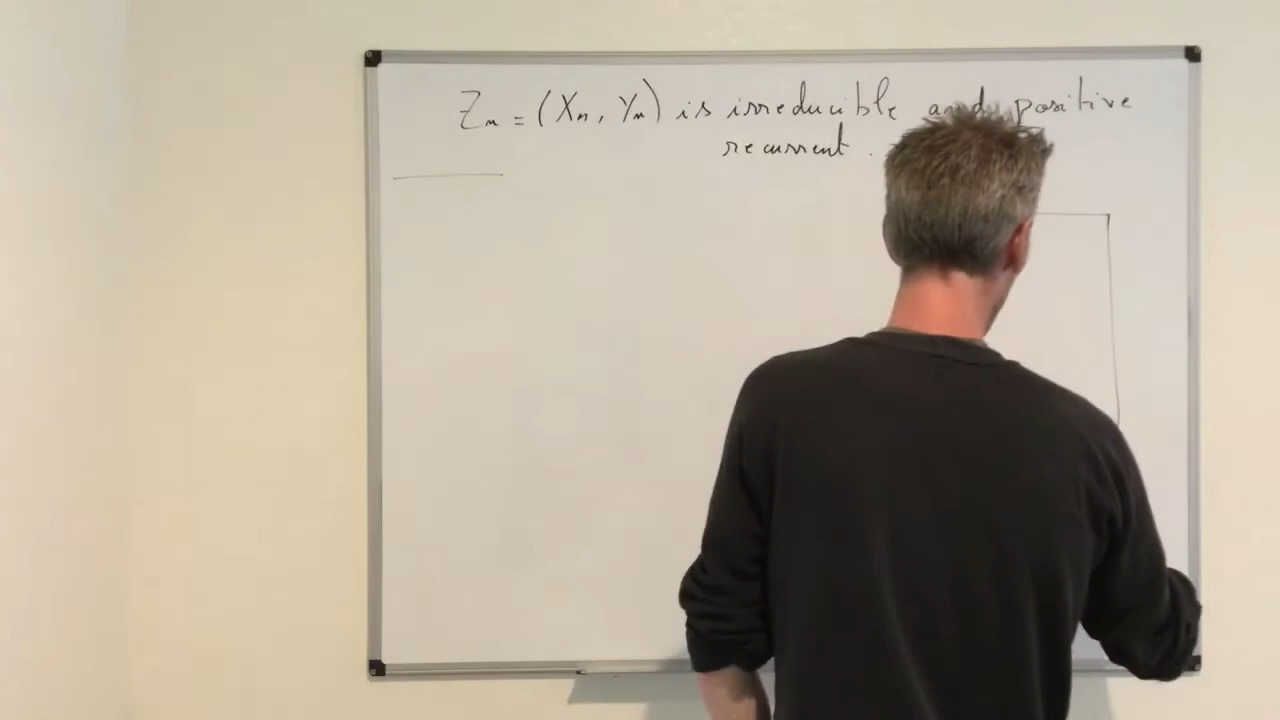 Zₙ = (Xₙ, Yₙ) is irreducible and positive
recurrent.